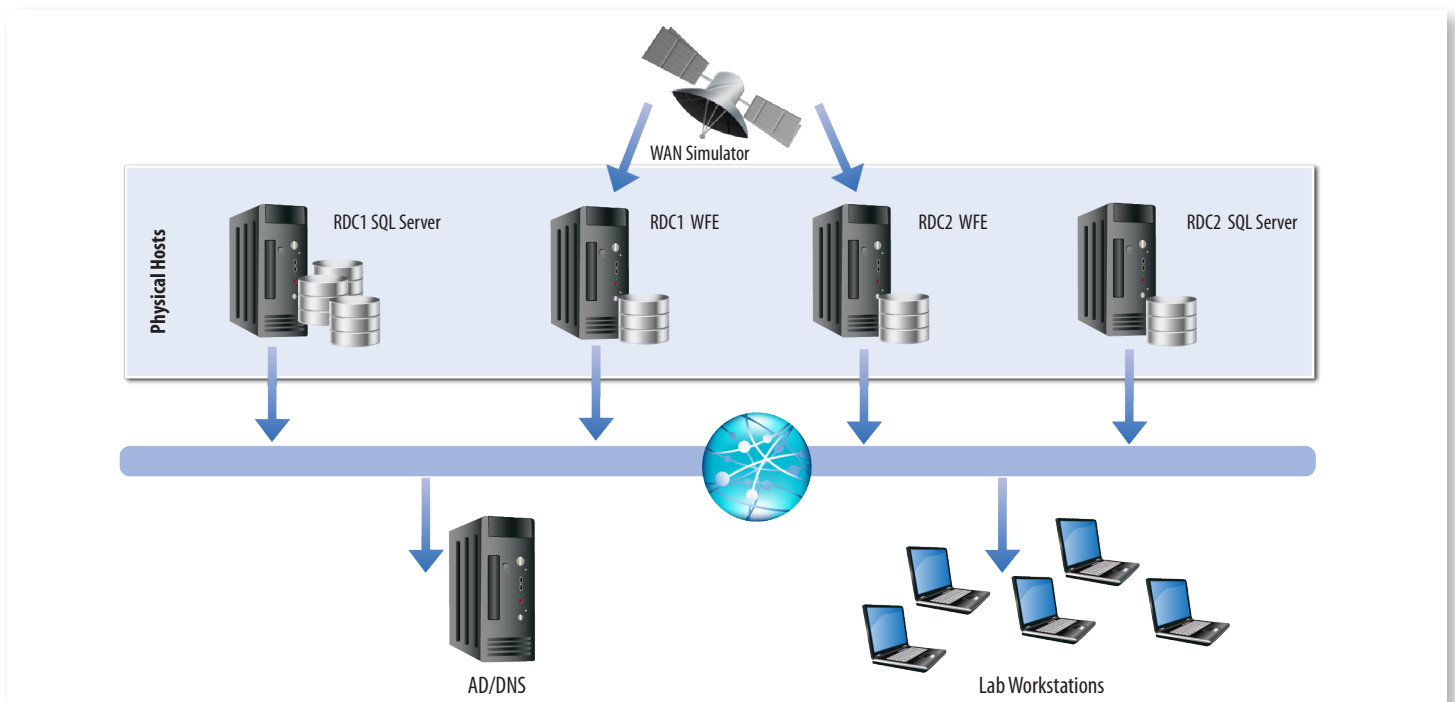 WAN Simulator
Physical Hosts
RDC1 SQL Server
RDC1 WFE
RDC2 WFE
RDC2 SQL Server
AD/DNS
Lab Workstations